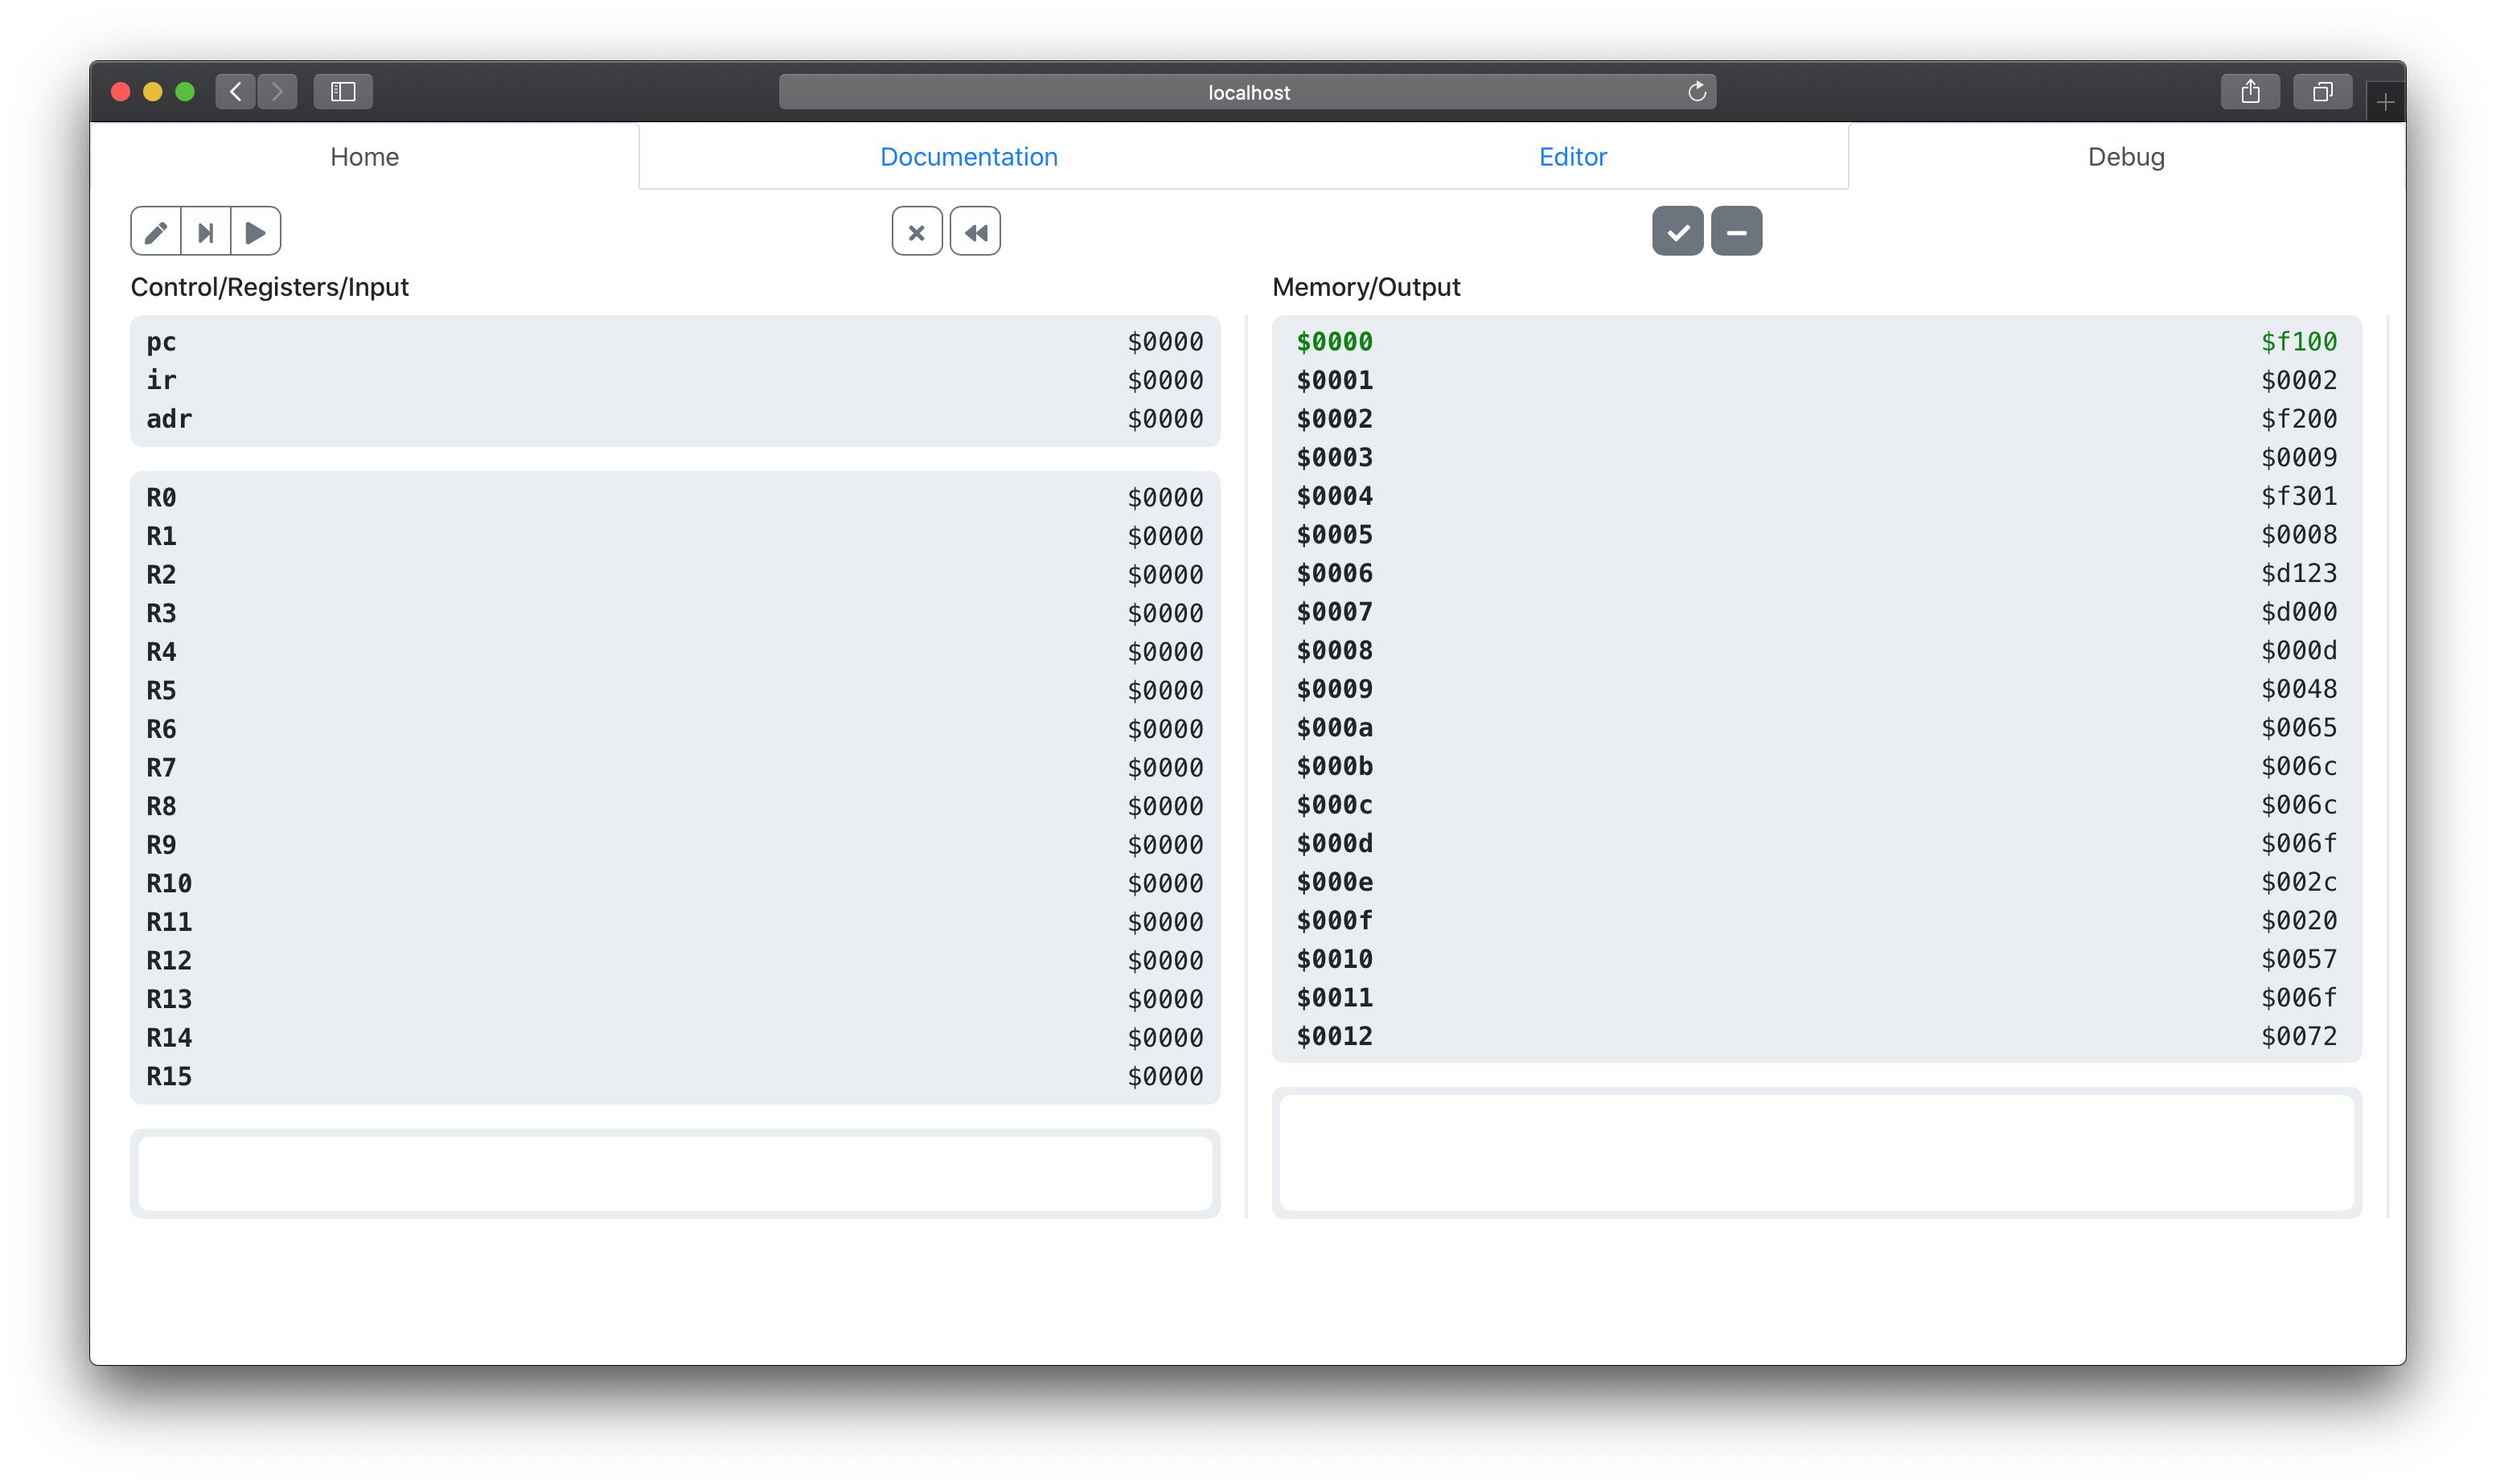 localhost
Home Documentation Editor Debug
Control/Registers/Input
pc $0000
ir $0000
adr $0000
R0 $0000
R1 $0000
R2 $0000
R3 $0000
R4 $0000
R5 $0000
R6 $0000
R7 $0000
R8 $0000
R9 $0000
R10 $0000
R11 $0000
R12 $0000
R13 $0000
R14 $0000
R15 $0000
Memory/Output
$0000 $f100
$0001 $0002
$0002 $f200
$0003 $0009
$0004 $f301
$0005 $0008
$0006 $d123
$0007 $d000
$0008 $000d
$0009 $0048
$000a $0065
$000b $006c
$000c $006c
$000d $006f
$000e $002c
$000f $0020
$0010 $0057
$0011 $006f
$0012 $0072